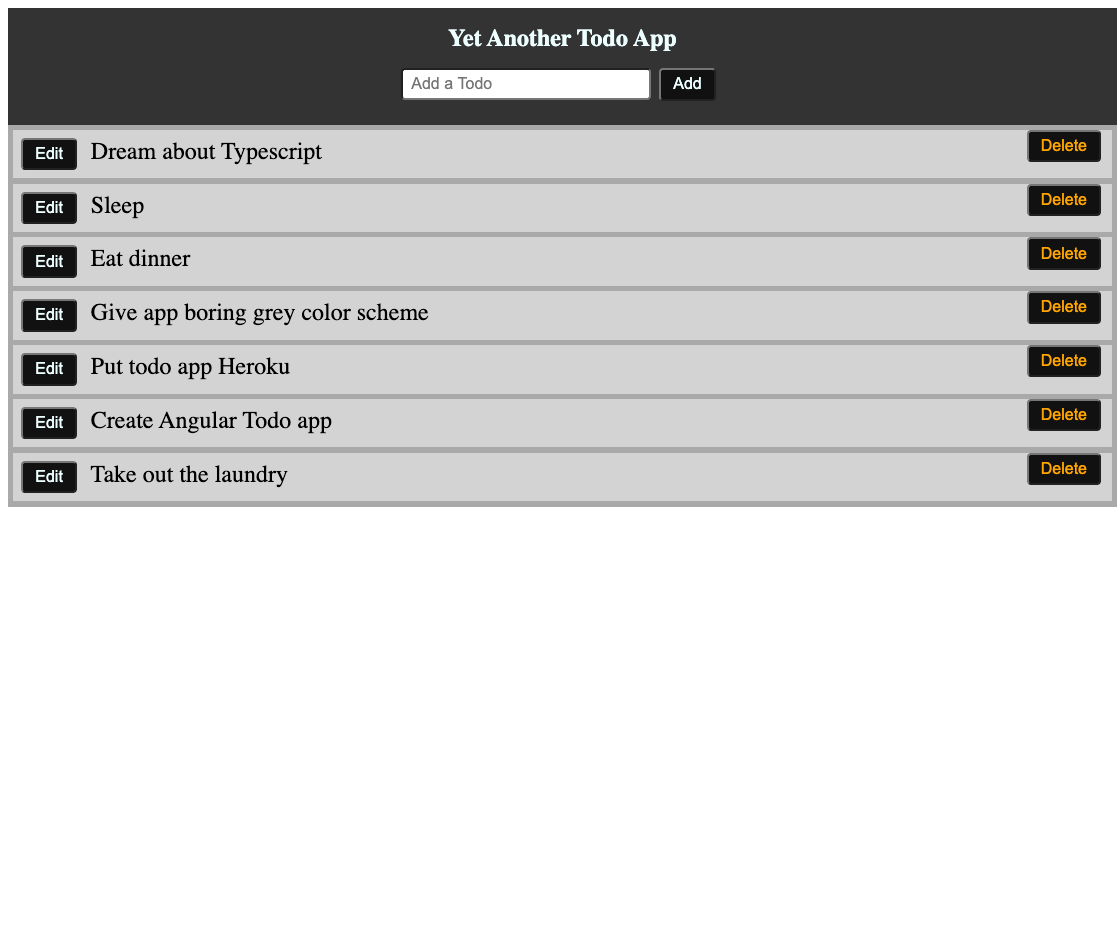 Yet Another Todo App
Add a Todo Add
Edit Dream about Typescript Delete
Edit Sleep Delete
Edit Eat dinner Delete
Edit Give app boring grey color scheme Delete
Edit Put todo app Heroku Delete
Edit Create Angular Todo app Delete
Edit Take out the laundry Delete